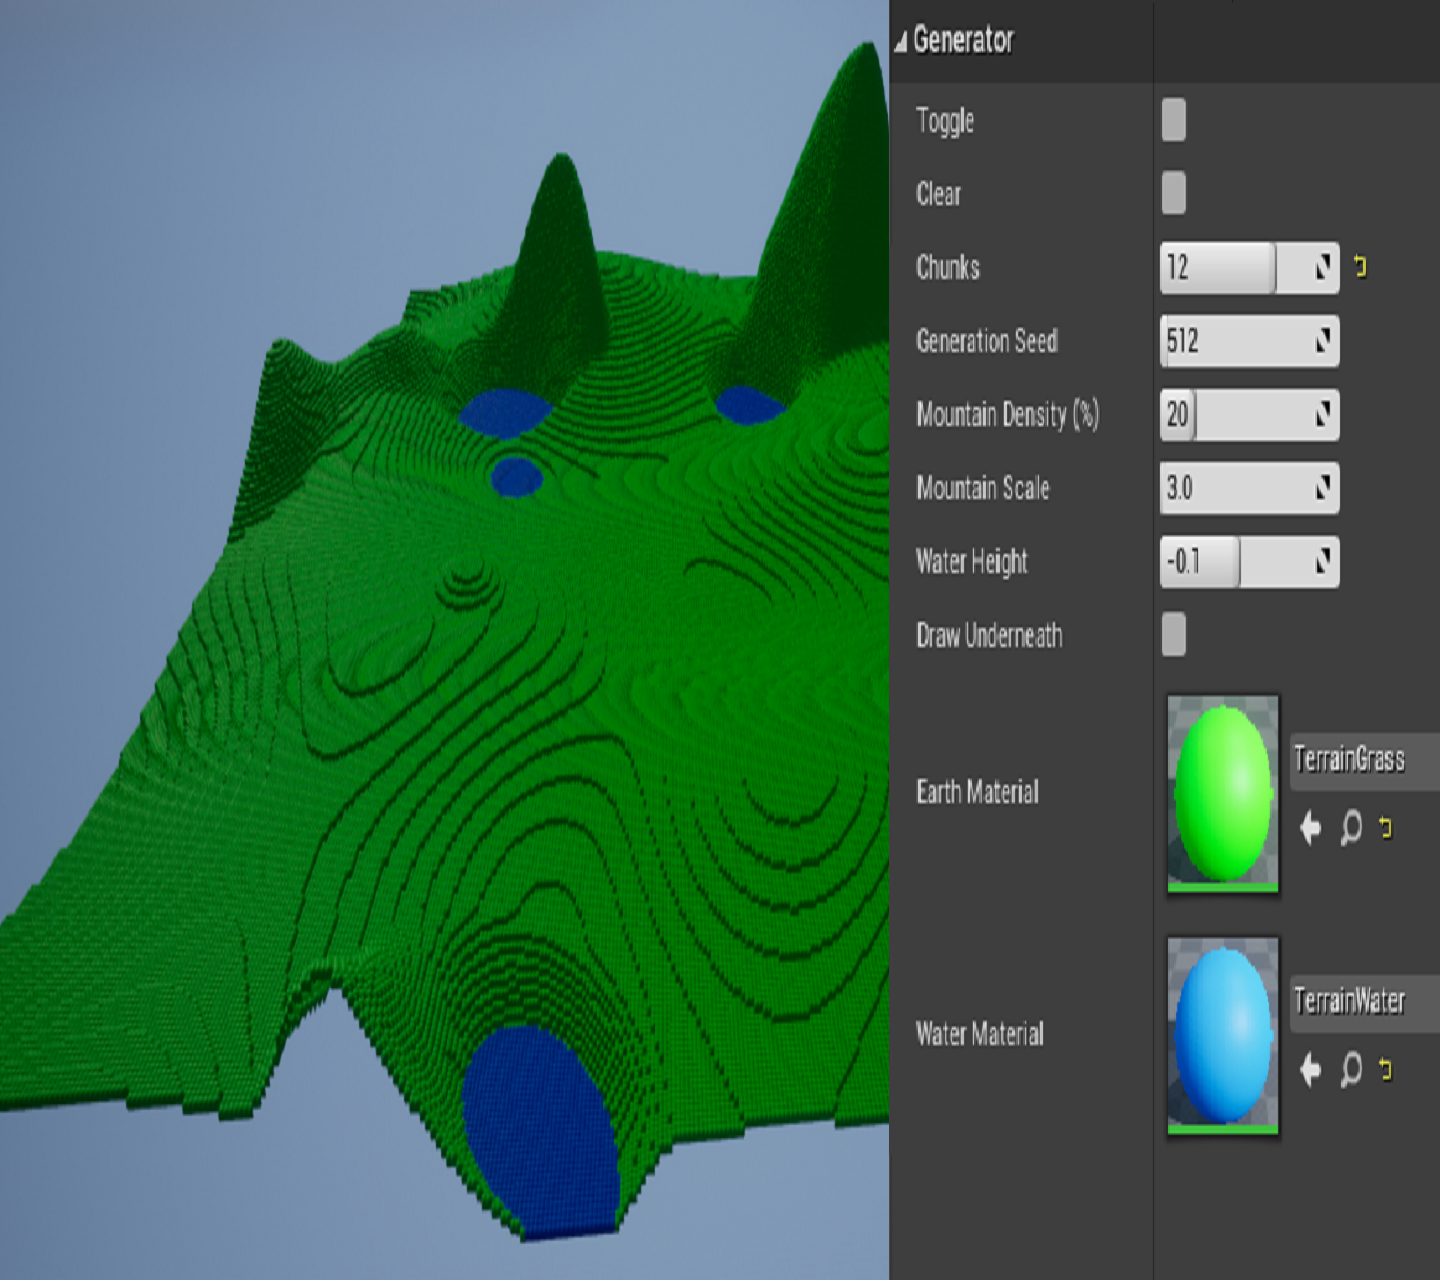 Generator
Toggle
Clear
Chunks 12
Generation Seed 512
Mountain Density (%) 20
Mountain Scale 3.0
Water Height -0.1
Draw Underneath
Earth Material TerrainGrass
Water Material TerrainWater